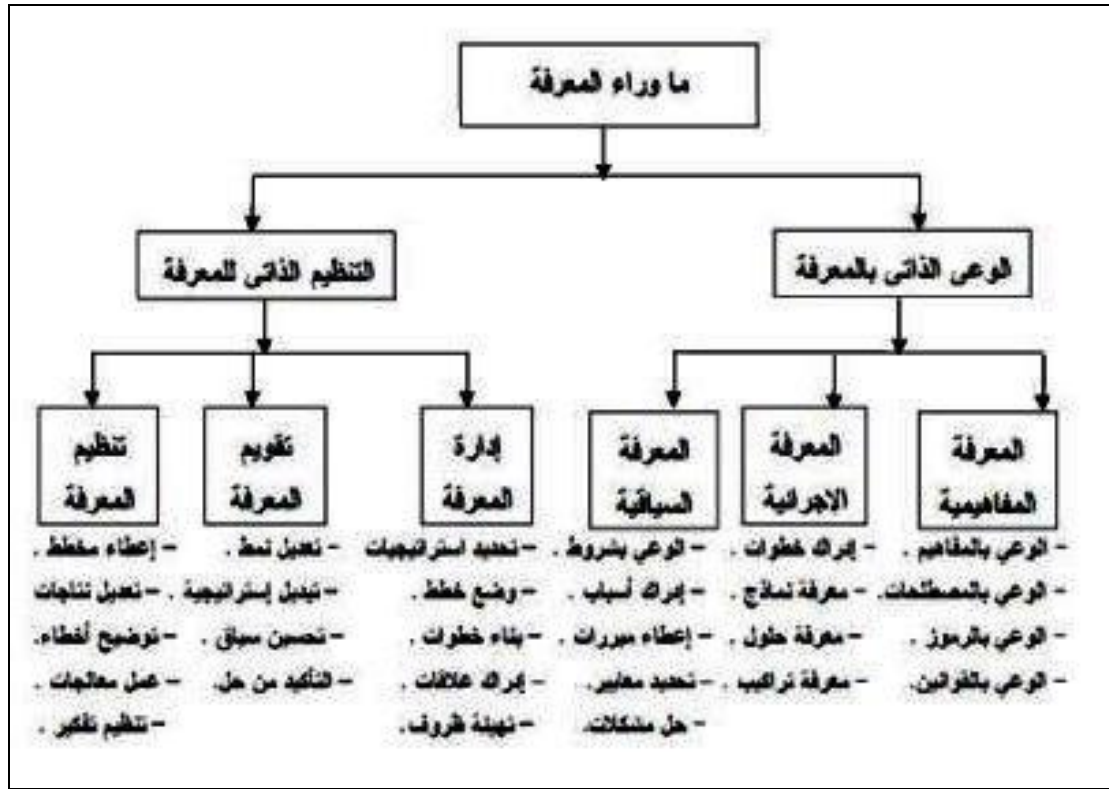 ما وراء المعرفة
الوعى الذاتى بالمعرفة
التنظيم الذاتى للمعرفة
المعرفة
المفاهيمية
المعرفة
الاجرائية
المعرفة
السياقية
إدارة
المعرفة
تقويم
المعرفة
تنظيم
المعرفة
- الوعي بالمفاهيم .
- الوعي بالمصطلحات.
- الوعي بالرموز .
- الوعي بالقوانين.
- إدراك خطوات .
- معرفة نماذج .
- معرفة حلول .
- معرفة تراكيب .
- الوعي بشروط .
- إدراك أسباب .
- إعطاء مبررات .
- تحديد معايير .
- حل مشكلات.
- تحديد استراتيجيات
- وضع خطط .
- بناء خطوات .
- إدراك علاقات .
- تهيئة ظروف.
- تعديل نمط .
- تبديل إستراتيجية .
- تحسين سياق .
- التأكيد من حل.
- إعطاء مخطط .
- تعديل نتاجات
- توضيح أخطاء.
- عمل معالجات .
- تنظيم تفكير .